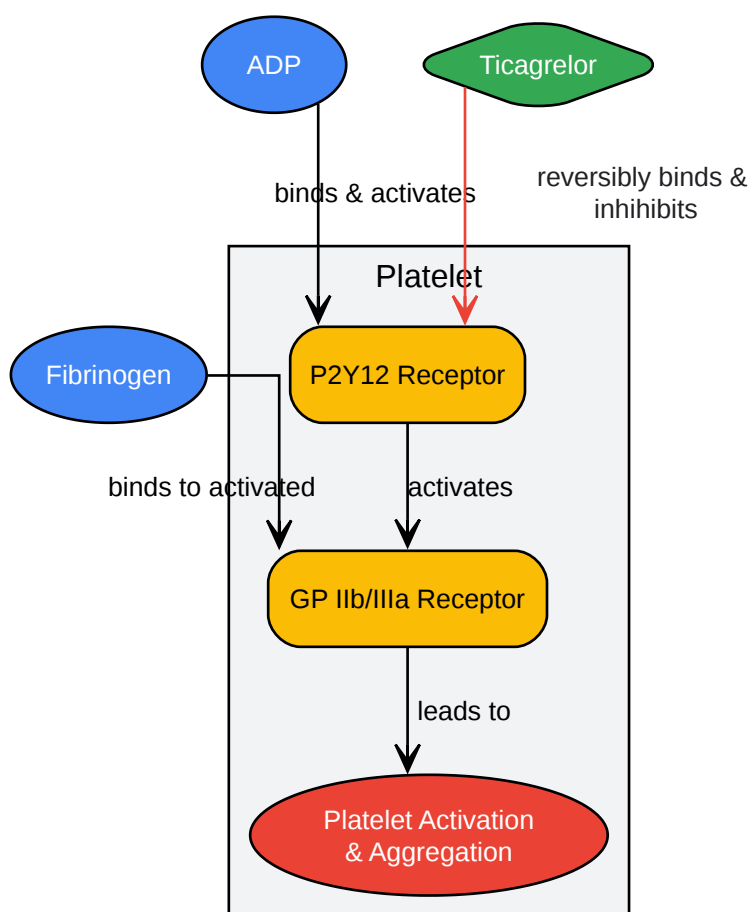 ADP
Ticagrelor
binds & activates
reversibly binds &
inhihibits
Platelet
Fibrinogen
P2Y12 Receptor
binds to activated
activates
GP IIb/IIIa Receptor
leads to
Platelet Activation
& Aggregation